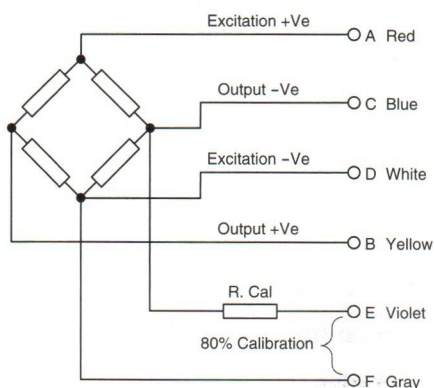 Excitation +Ve
A Red
Output –Ve
C Blue
Excitation –Ve
D White
Output +Ve
B Yellow
R. Cal
E Violet
80% Calibration
F Gray